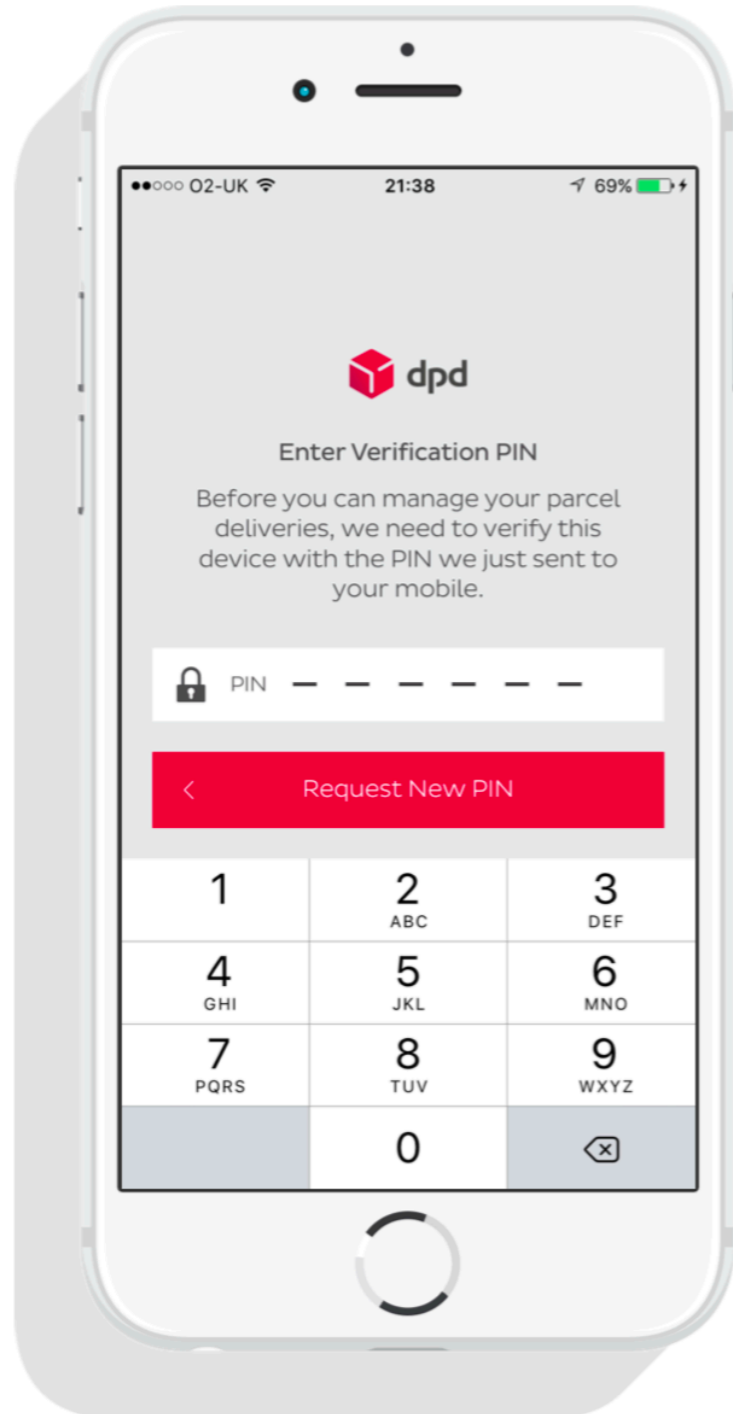 O2-UK 21:38 69%
dpd
Enter Verification PIN
Before you can manage your parcel
deliveries, we need to verify this
device with the PIN we just sent to
your mobile.
PIN – – – – – –
< Request New PIN
1 2 3
ABC DEF
4 5 6
GHI JKL MNO
7 8 9
PQRS TUV WXYZ
0